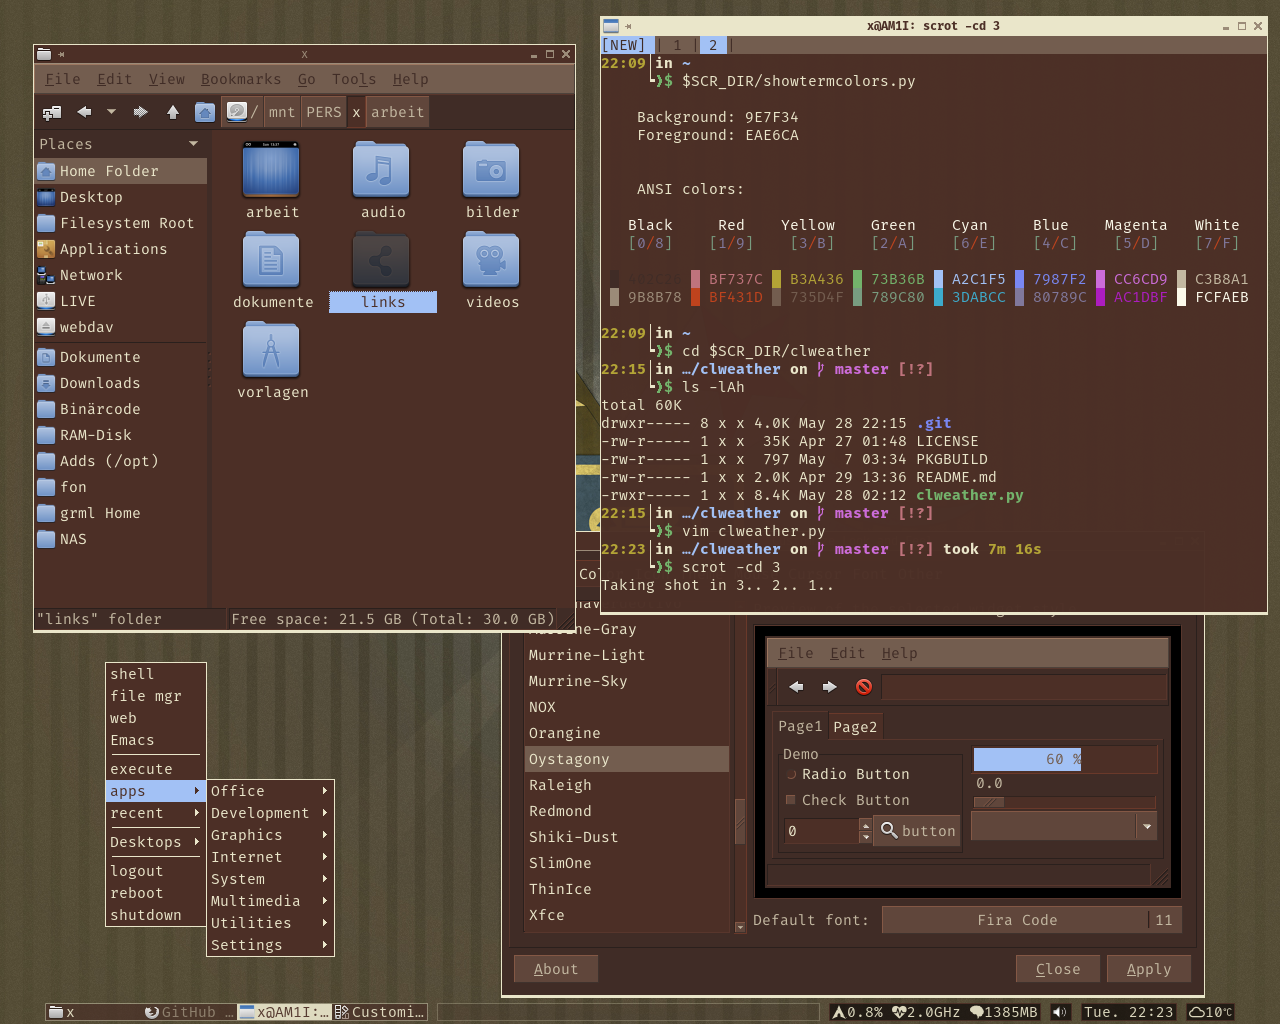 x
File Edit View Bookmarks Go Tools Help
/ mnt PERS x arbeit
Places
Home Folder
Desktop
Filesystem Root
Applications
Network
LIVE
webdav
Dokumente
Downloads
Binärcode
RAM-Disk
Adds (/opt)
fon
grml Home
NAS
arbeit audio bilder
dokumente links videos
vorlagen
"links" folder Free space: 21.5 GB (Total: 30.0 GB)
x@AM1I: scrot -cd 3
[NEW] | 1 | 2 |
22:09 in ~
$ $SCR_DIR/showtermcolors.py
Background: 9E7F34
Foreground: EAE6CA
ANSI colors:
Black Red Yellow Green Cyan Blue Magenta White
[0/8] [1/9] [3/B] [2/A] [6/E] [4/C] [5/D] [7/F]
BF737C B3A436 73B36B A2C1F5 7987F2 CC6CD9 C3B8A1
9B8B78 BF431D 735D4F 789C80 3DABCC 80789C AC1DBF FCFAEB
22:09 in ~
$ cd $SCR_DIR/clweather
22:15 in …/clweather on master [!?]
$ ls -lAh
total 60K
drwxr----- 8 x x 4.0K May 28 22:15 .git
-rw-r----- 1 x x 35K Apr 27 01:48 LICENSE
-rw-r----- 1 x x 797 May 7 03:34 PKGBUILD
-rw-r----- 1 x x 2.0K Apr 29 13:36 README.md
-rwxr----- 1 x x 8.4K May 28 02:12 clweather.py
22:15 in …/clweather on master [!?]
$ vim clweather.py
22:23 in …/clweather on master [!?] took 7m 16s
$ scrot -cd 3
Taking shot in 3.. 2.. 1..
Murrine-Gray
Murrine-Light
Murrine-Sky
NOX
Orangine
Oystagony
Raleigh
Redmond
Shiki-Dust
SlimOne
ThinIce
Xfce
File Edit Help
Page1 Page2
Demo
Radio Button
Check Button
0 button
60 %
0.0
Default font: Fira Code 11
About Close Apply
shell
file mgr
web
Emacs
execute
apps
recent
Desktops
logout
reboot
shutdown
Office
Development
Graphics
Internet
System
Multimedia
Utilities
Settings
x GitHub … x@AM1I:… Customi… 0.8% 2.0GHz 1385MB Tue. 22:23 10℃